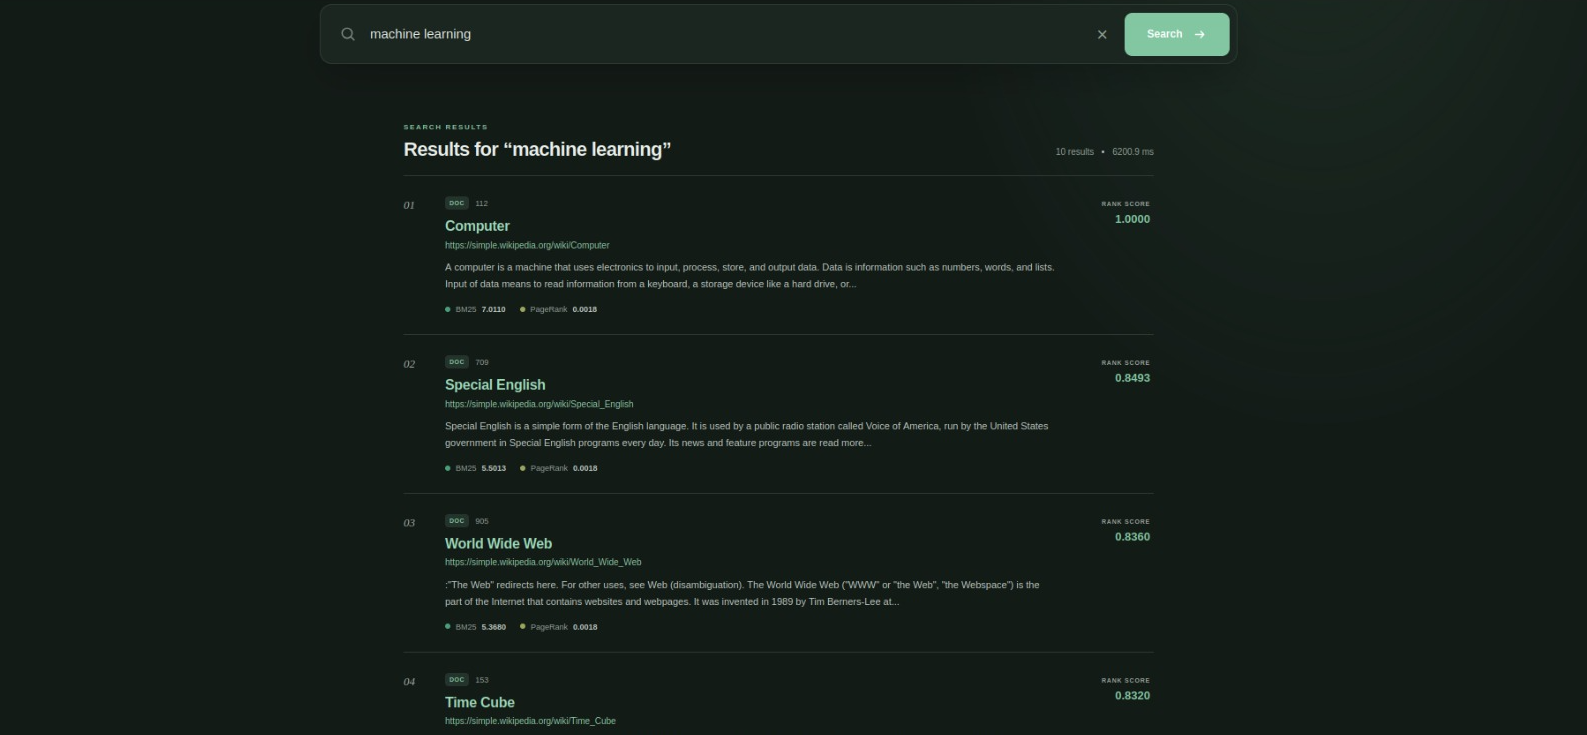 machine learning
Search
SEARCH RESULTS
Results for “machine learning”
10 results • 6200.9 ms
01
DOC 112
RANK SCORE
1.0000
Computer
https://simple.wikipedia.org/wiki/Computer
A computer is a machine that uses electronics to input, process, store, and output data. Data is information such as numbers, words, and lists.
Input of data means to read information from a keyboard, a storage device like a hard drive, or...
BM25 7.0110 PageRank 0.0018
02
DOC 709
RANK SCORE
0.8493
Special English
https://simple.wikipedia.org/wiki/Special_English
Special English is a simple form of the English language. It is used by a public radio station called Voice of America, run by the United States
government in Special English programs every day. Its news and feature programs are read more...
BM25 5.5013 PageRank 0.0018
03
DOC 905
RANK SCORE
0.8360
World Wide Web
https://simple.wikipedia.org/wiki/World_Wide_Web
:"The Web" redirects here. For other uses, see Web (disambiguation). The World Wide Web ("WWW" or "the Web", "the Webspace") is the
part of the Internet that contains websites and webpages. It was invented in 1989 by Tim Berners-Lee at...
BM25 5.3680 PageRank 0.0018
04
DOC 153
RANK SCORE
0.8320
Time Cube
https://simple.wikipedia.org/wiki/Time_Cube